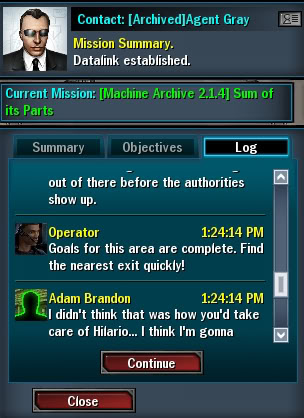 Contact: [Archived]Agent Gray
Mission Summary.
Datalink established.
Current Mission: [Machine Archive 2.1.4] Sum of
its Parts
Summary
Objectives
Log
out of there before the authorities
show up.
Operator 1:24:14 PM
Goals for this area are complete. Find
the nearest exit quickly!
Adam Brandon 1:24:14 PM
I didn't think that was how you'd take
care of Hilario... I think I'm gonna
Continue
Close